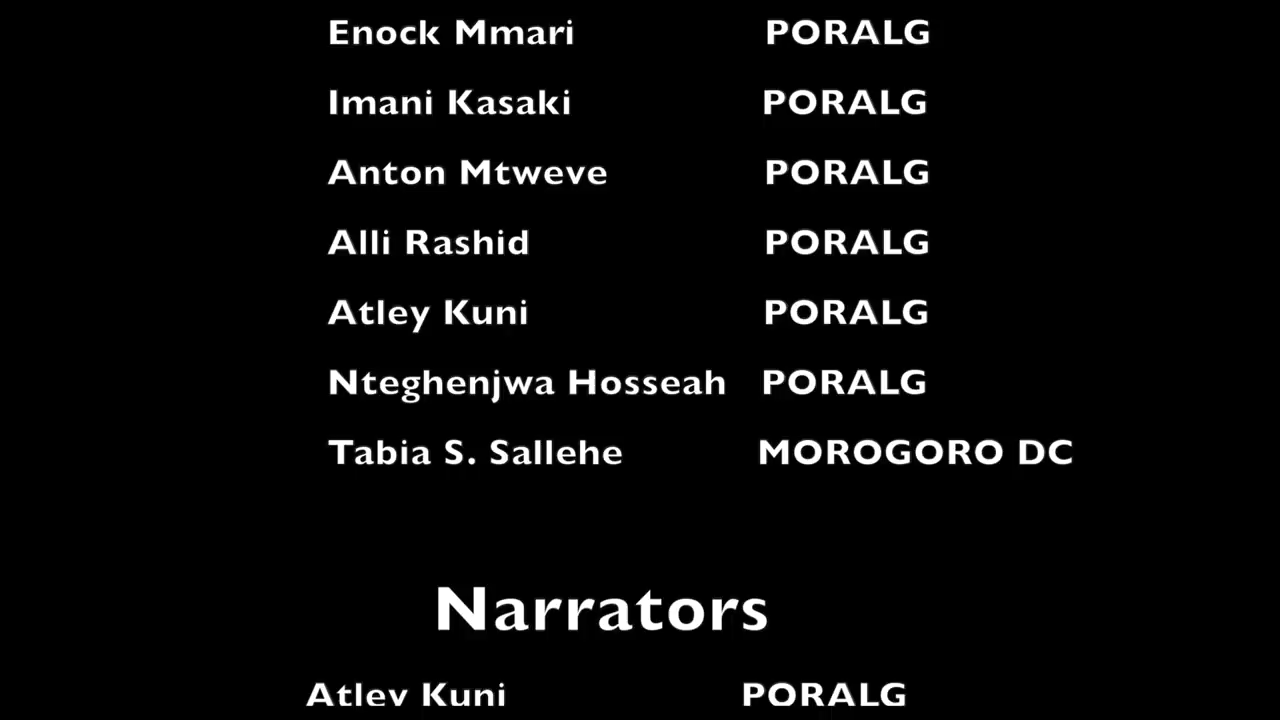 Enock Mmari PORALG
Imani Kasaki PORALG
Anton Mtweve PORALG
Alli Rashid PORALG
Atley Kuni PORALG
Nteghenjwa Hosseah PORALG
Tabia S. Sallehe MOROGORO DC
Narrators
Atley Kuni PORALG